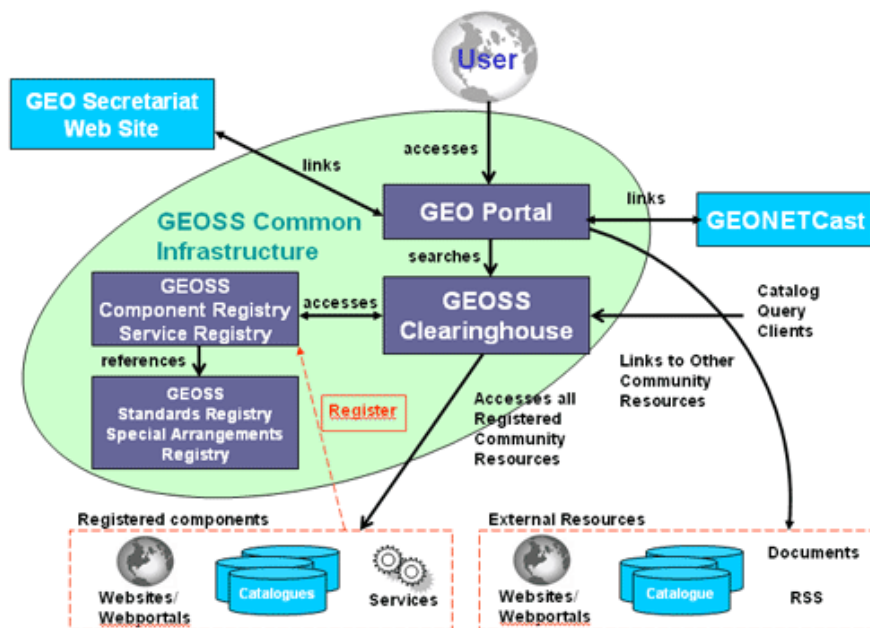 User
GEO Secretariat
Web Site
accesses
links
GEO Portal
links
GEONETCast
GEOSS Common
Infrastructure
searches
GEOSS
Component Registry
Service Registry
accesses
GEOSS
Clearinghouse
Catalog
Query
Clients
references
Links to Other
Community
Resources
GEOSS
Standards Registry
Special Arrangements
Registry
Register
Accesses all
Registered
Community
Resources
Registered components
External Resources
Websites/
Webportals
Catalogues
Services
Websites/
Webportals
Catalogue
Documents
RSS